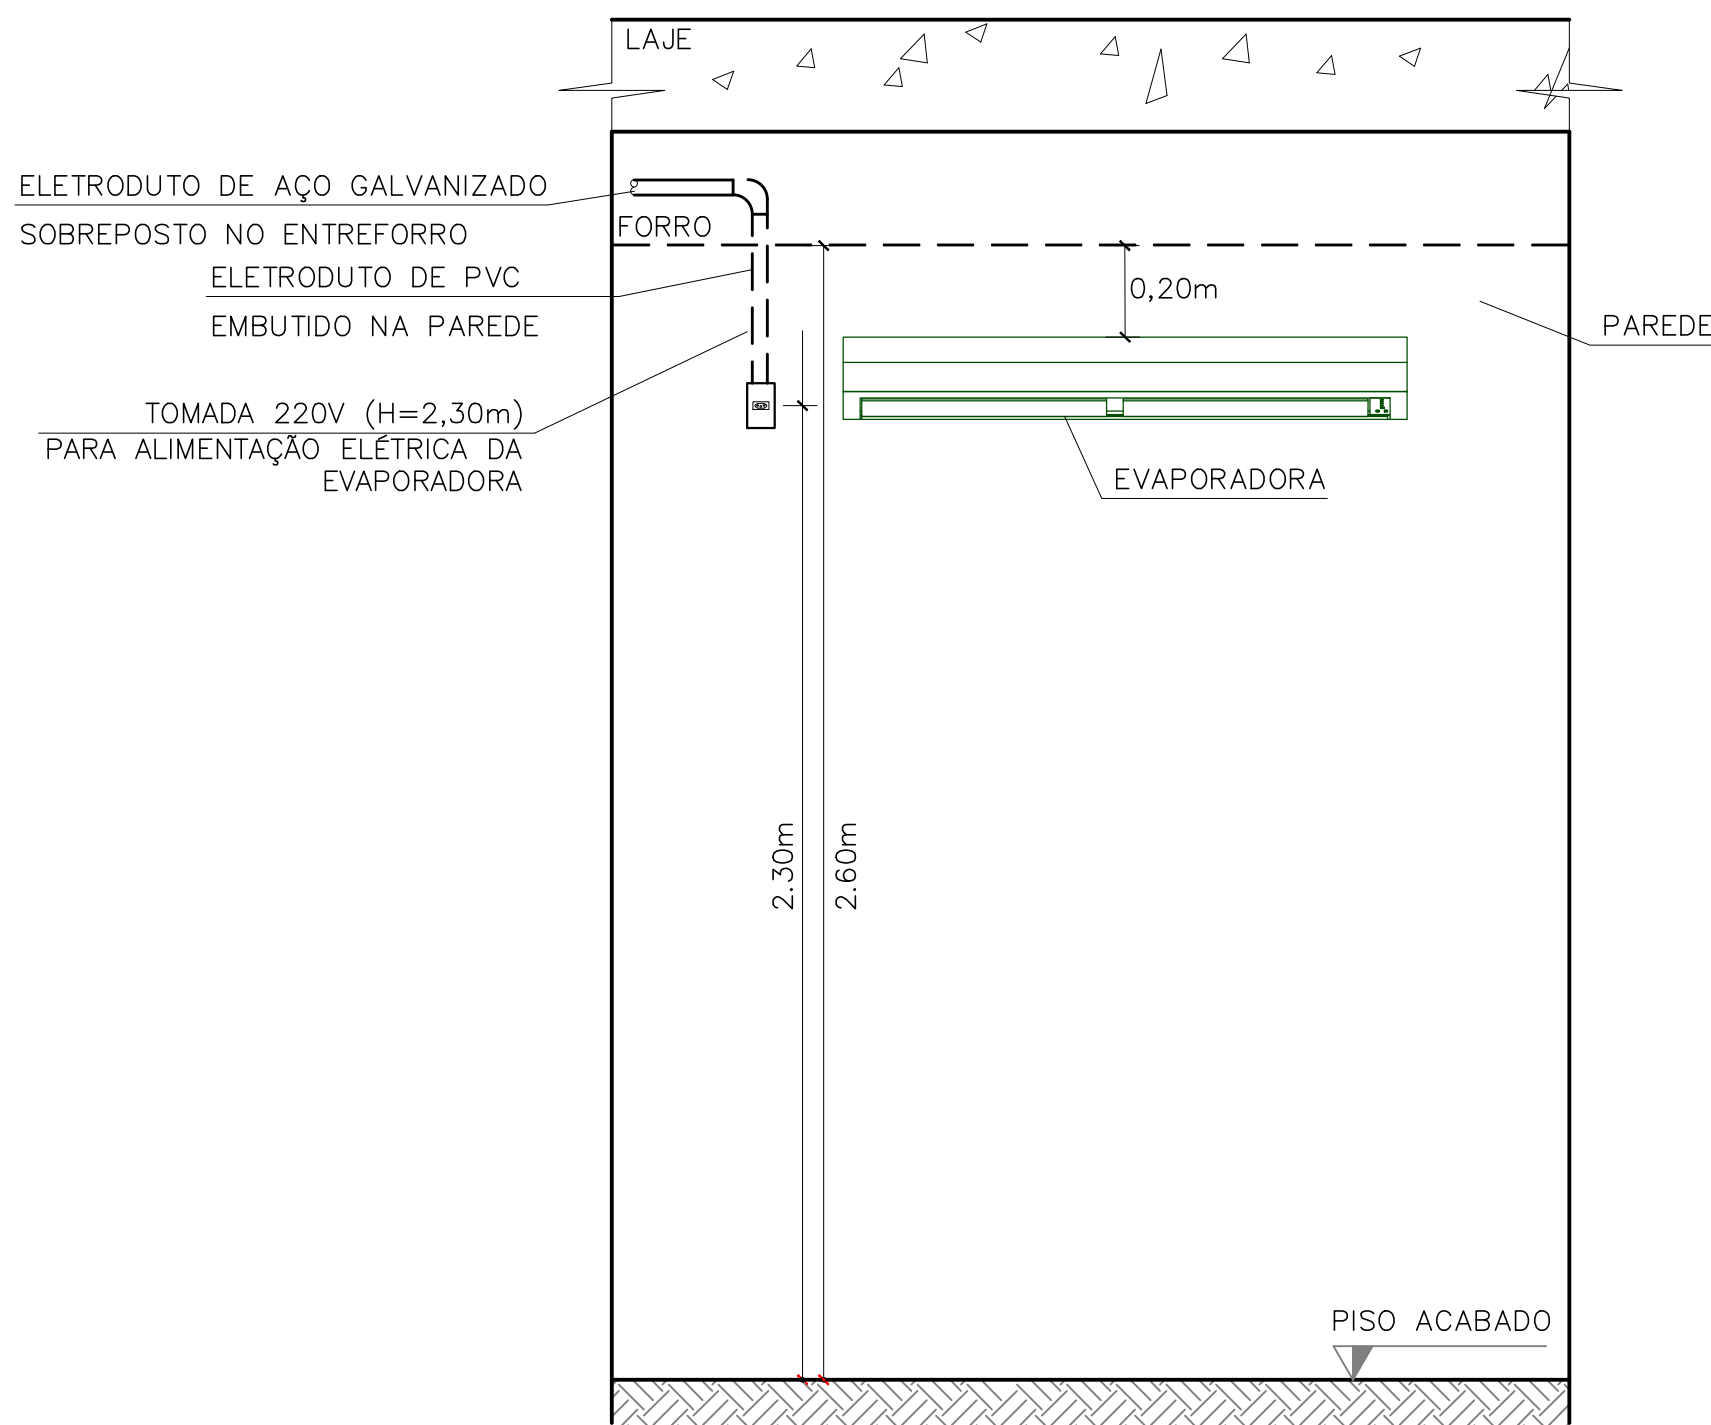 LAJE
ELETRODUTO DE AÇO GALVANIZADO
SOBREPOSTO NO ENTREFORRO
FORRO
ELETRODUTO DE PVC
EMBUTIDO NA PAREDE
0,20m
PAREDE
TOMADA 220V (H=2,30m)
PARA ALIMENTAÇÃO ELÉTRICA DA
EVAPORADORA
EVAPORADORA
2.30m
2.60m
PISO ACABADO